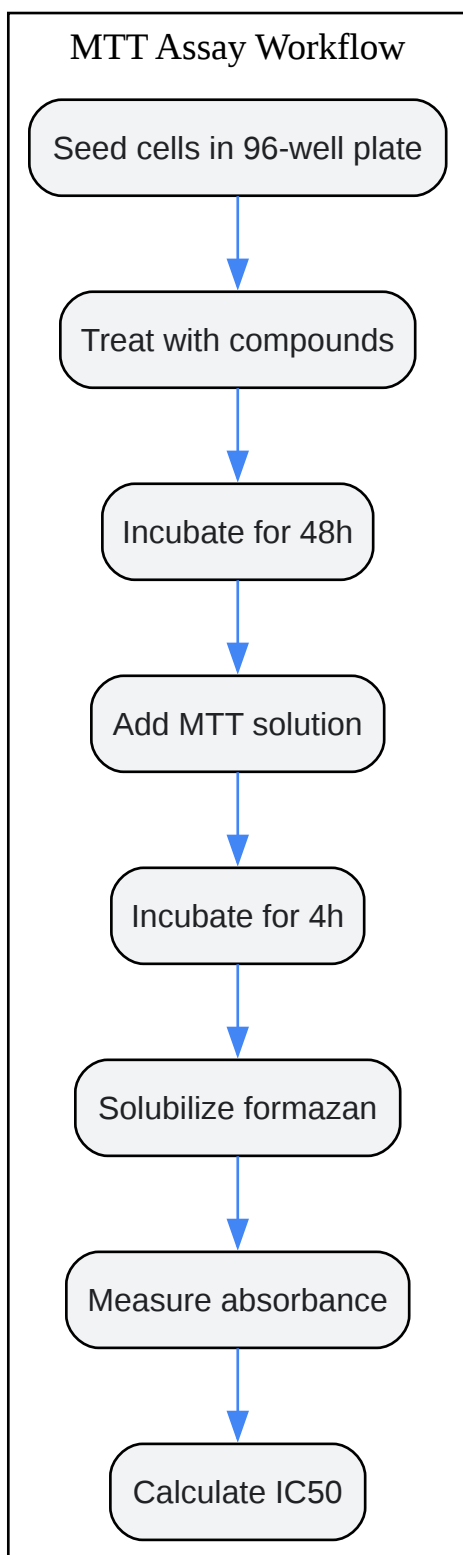 MTT Assay Workflow
Seed cells in 96-well plate
Treat with compounds
Incubate for 48h
Add MTT solution
Incubate for 4h
Solubilize formazan
Measure absorbance
Calculate IC50